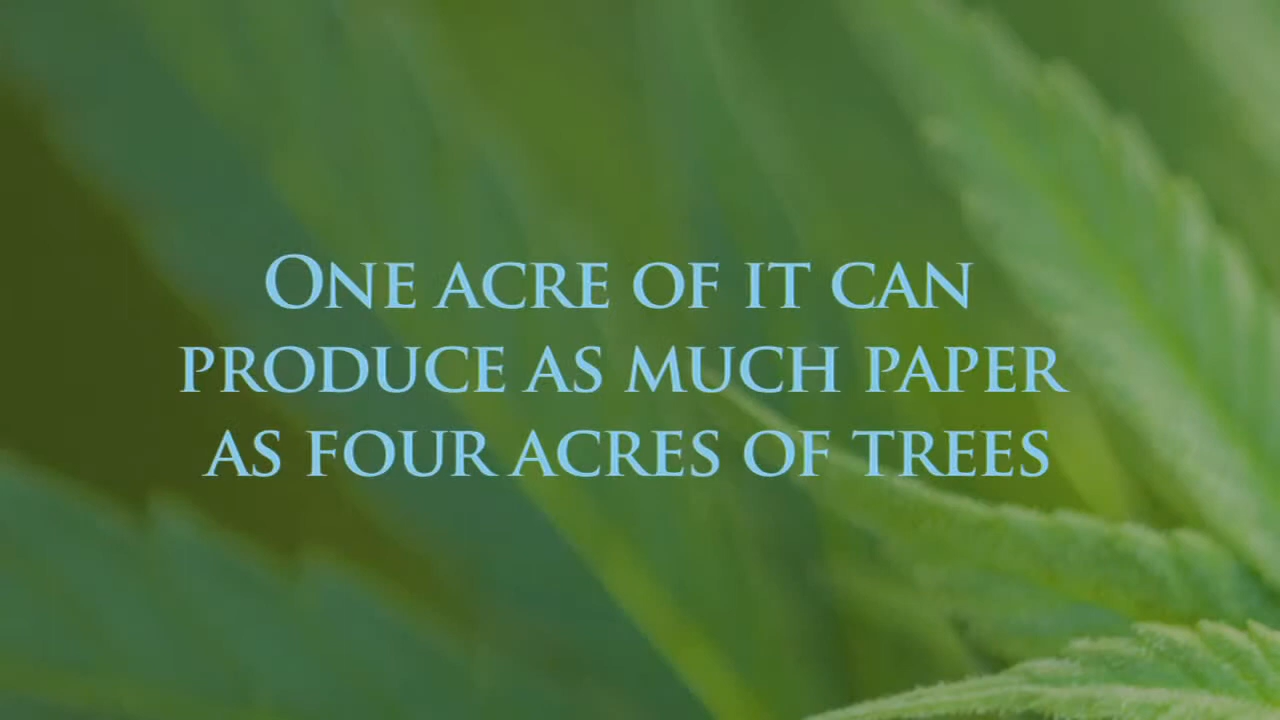 One acre of it can
produce as much paper
as four acres of trees